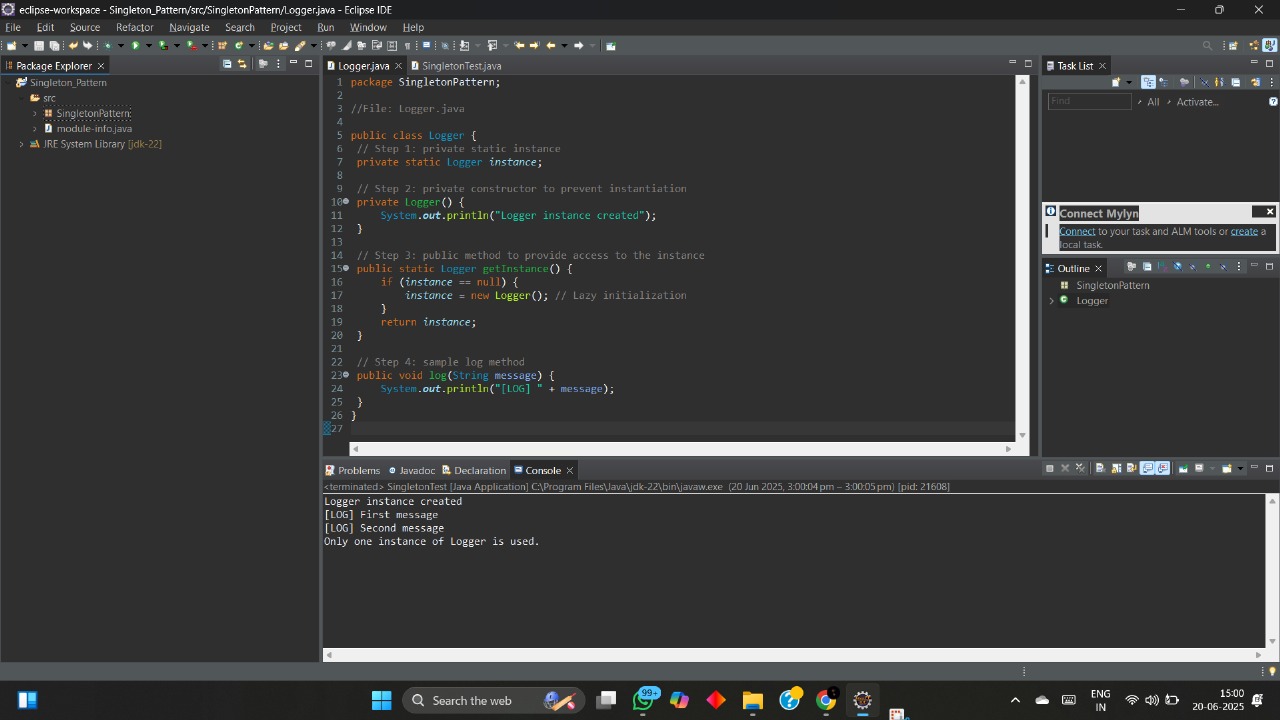 eclipse-workspace - Singleton_Pattern/src/SingletonPattern/Logger.java - Eclipse IDE
File Edit Source Refactor Navigate Search Project Run Window Help
Package Explorer
Singleton_Pattern
src
SingletonPattern
module-info.java
JRE System Library [jdk-22]
Logger.java
SingletonTest.java
1 package SingletonPattern;
2
3 //File: Logger.java
4
5 public class Logger {
6 // Step 1: private static instance
7 private static Logger instance;
8
9 // Step 2: private constructor to prevent instantiation
10 private Logger() {
11 System.out.println("Logger instance created");
12 }
13
14 // Step 3: public method to provide access to the instance
15 public static Logger getInstance() {
16 if (instance == null) {
17 instance = new Logger(); // Lazy initialization
18 }
19 return instance;
20 }
21
22 // Step 4: sample log method
23 public void log(String message) {
24 System.out.println("[LOG] " + message);
25 }
26 }
27
Task List
Find All Activate...
Connect Mylyn
Connect to your task and ALM tools or create a
local task.
Outline
SingletonPattern
Logger
Problems Javadoc Declaration Console
<terminated> SingletonTest [Java Application] C:\Program Files\Java\jdk-22\bin\javaw.exe (20 Jun 2025, 3:00:04 pm – 3:00:05 pm) [pid: 21608]
Logger instance created
[LOG] First message
[LOG] Second message
Only one instance of Logger is used.
Search the web
99+
ENG
IN
15:00
20-06-2025